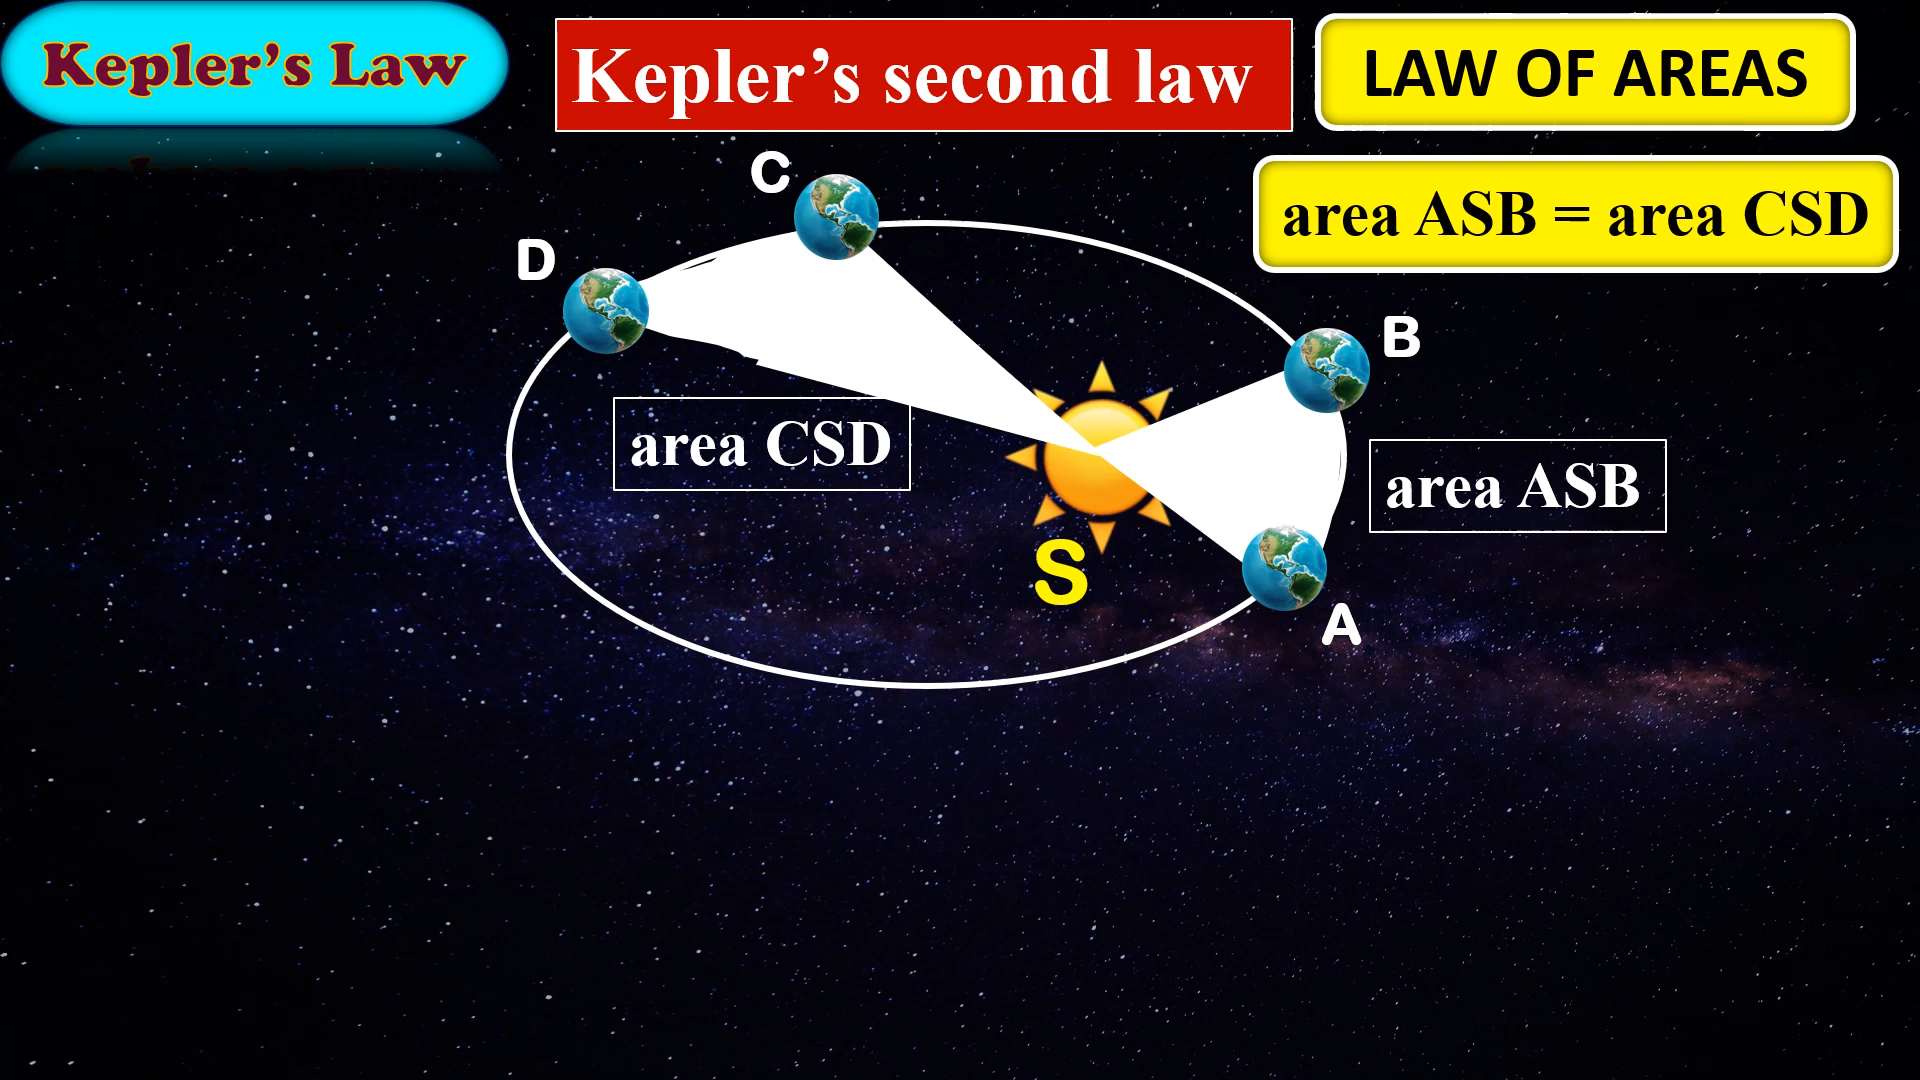 Kepler’s Law
Kepler’s second law
LAW OF AREAS
area ASB = area CSD
C
D
B
area CSD
area ASB
S
A